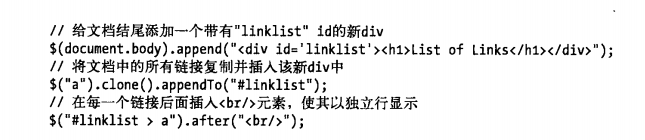 // 给文档结尾添加一个带有"linklist" id的新div
$(document.body).append("<div id='linklist'><h1>List of Links</h1></div>");
// 将文档中的所有链接复制并插入该新div中
$("a").clone().appendTo("#linklist");
// 在每一个链接后面插入<br/>元素，使其以独立行显示
$("#linklist > a").after("<br/>");